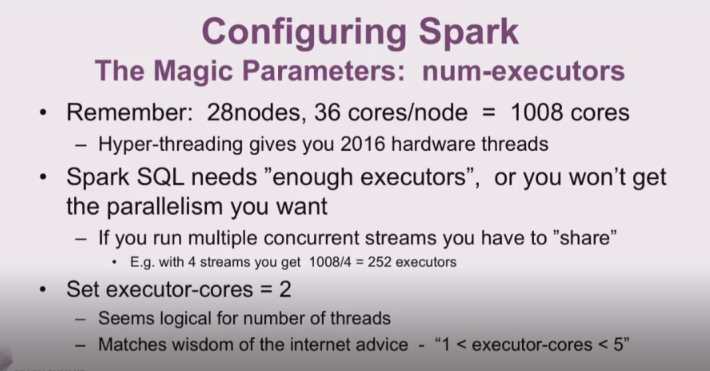 Configuring Spark
The Magic Parameters: num-executors
• Remember: 28nodes, 36 cores/node = 1008 cores
– Hyper-threading gives you 2016 hardware threads
• Spark SQL needs ”enough executors”, or you won’t get
the parallelism you want
– If you run multiple concurrent streams you have to ”share”
• E.g. with 4 streams you get 1008/4 = 252 executors
• Set executor-cores = 2
– Seems logical for number of threads
– Matches wisdom of the internet advice - “1 < executor-cores < 5”